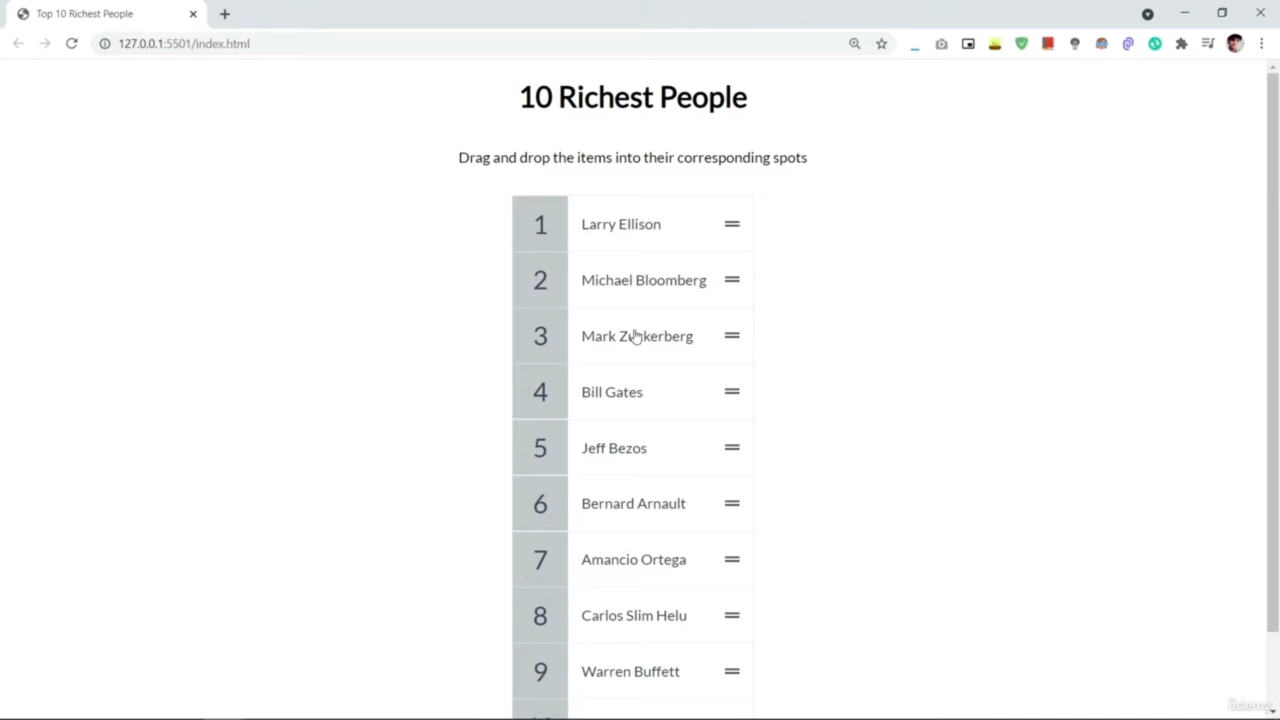 Top 10 Richest People
127.0.0.1:5501/index.html
10 Richest People
Drag and drop the items into their corresponding spots
1 Larry Ellison
2 Michael Bloomberg
3 Mark Zuckerberg
4 Bill Gates
5 Jeff Bezos
6 Bernard Arnault
7 Amancio Ortega
8 Carlos Slim Helu
9 Warren Buffett
Udemy